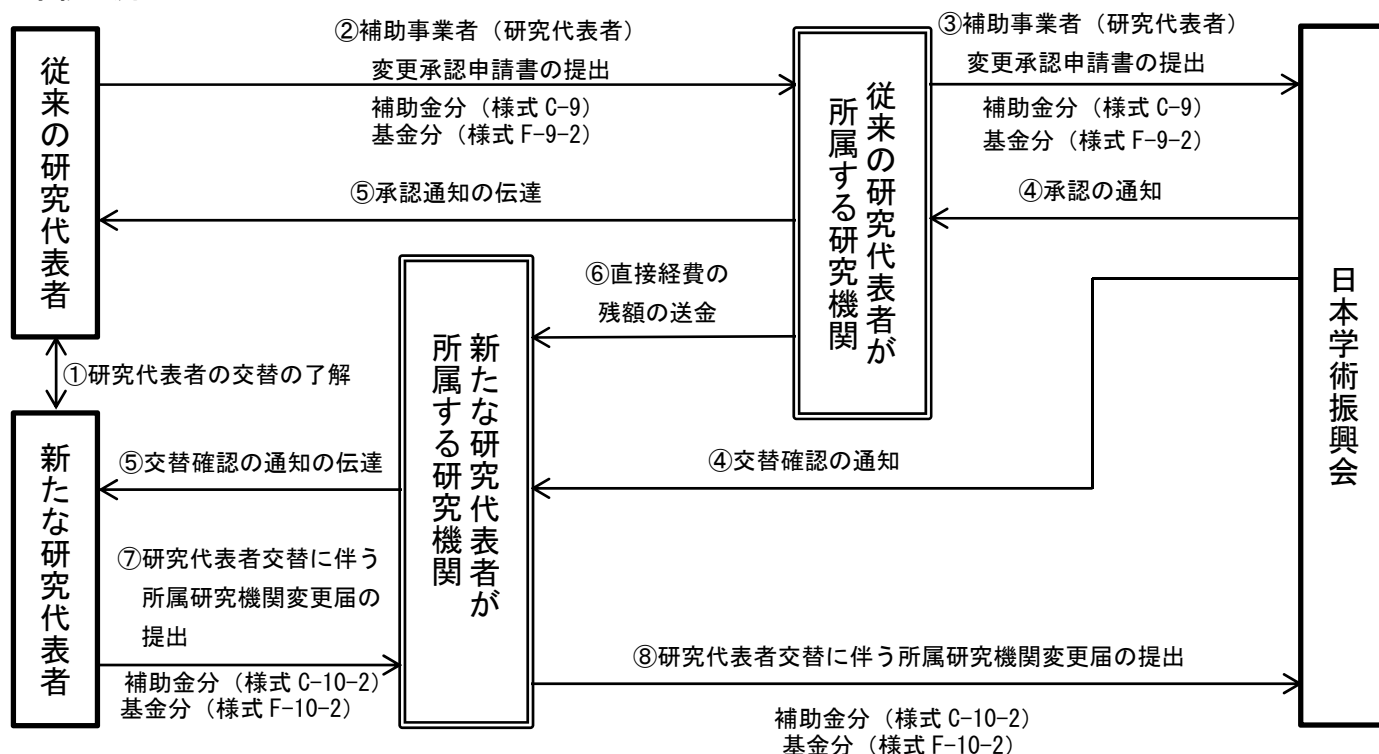 ②補助事業者（研究代表者）
変更承認申請書の提出
補助金分（様式 C-9）
基金分（様式 F-9-2）
③補助事業者（研究代表者）
変更承認申請書の提出
補助金分（様式 C-9）
基金分（様式 F-9-2）
従来の研究代表者
従来の研究代表者が
所属する研究機関
日本学術振興会
⑤承認通知の伝達
④承認の通知
⑥直接経費の
残額の送金
①研究代表者の交替の了解
新たな研究代表者が
所属する研究機関
新たな研究代表者
⑤交替確認の通知の伝達
④交替確認の通知
⑦研究代表者交替に伴う
所属研究機関変更届の
提出
補助金分（様式 C-10-2）
基金分（様式 F-10-2）
⑧研究代表者交替に伴う所属研究機関変更届の提出
補助金分（様式 C-10-2）
基金分（様式 F-10-2）